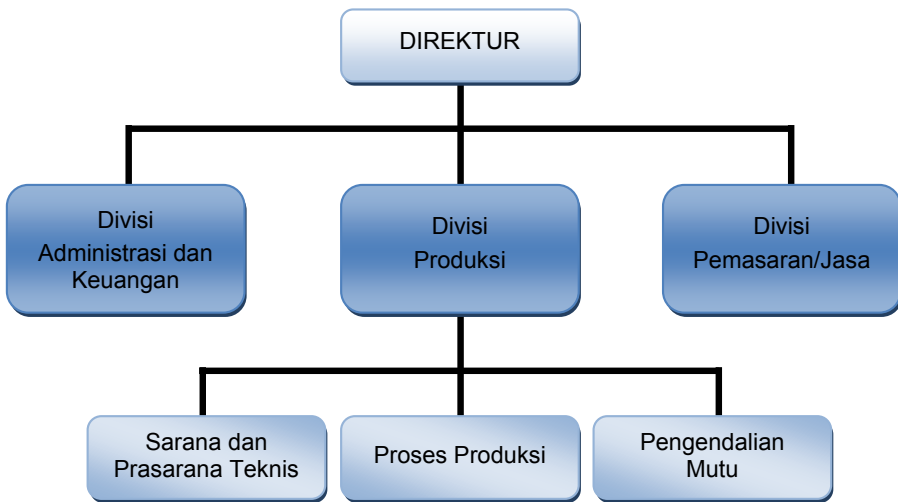 DIREKTUR
Divisi
Administrasi dan
Keuangan
Divisi
Produksi
Divisi
Pemasaran/Jasa
Sarana dan
Prasarana Teknis
Proses Produksi
Pengendalian
Mutu